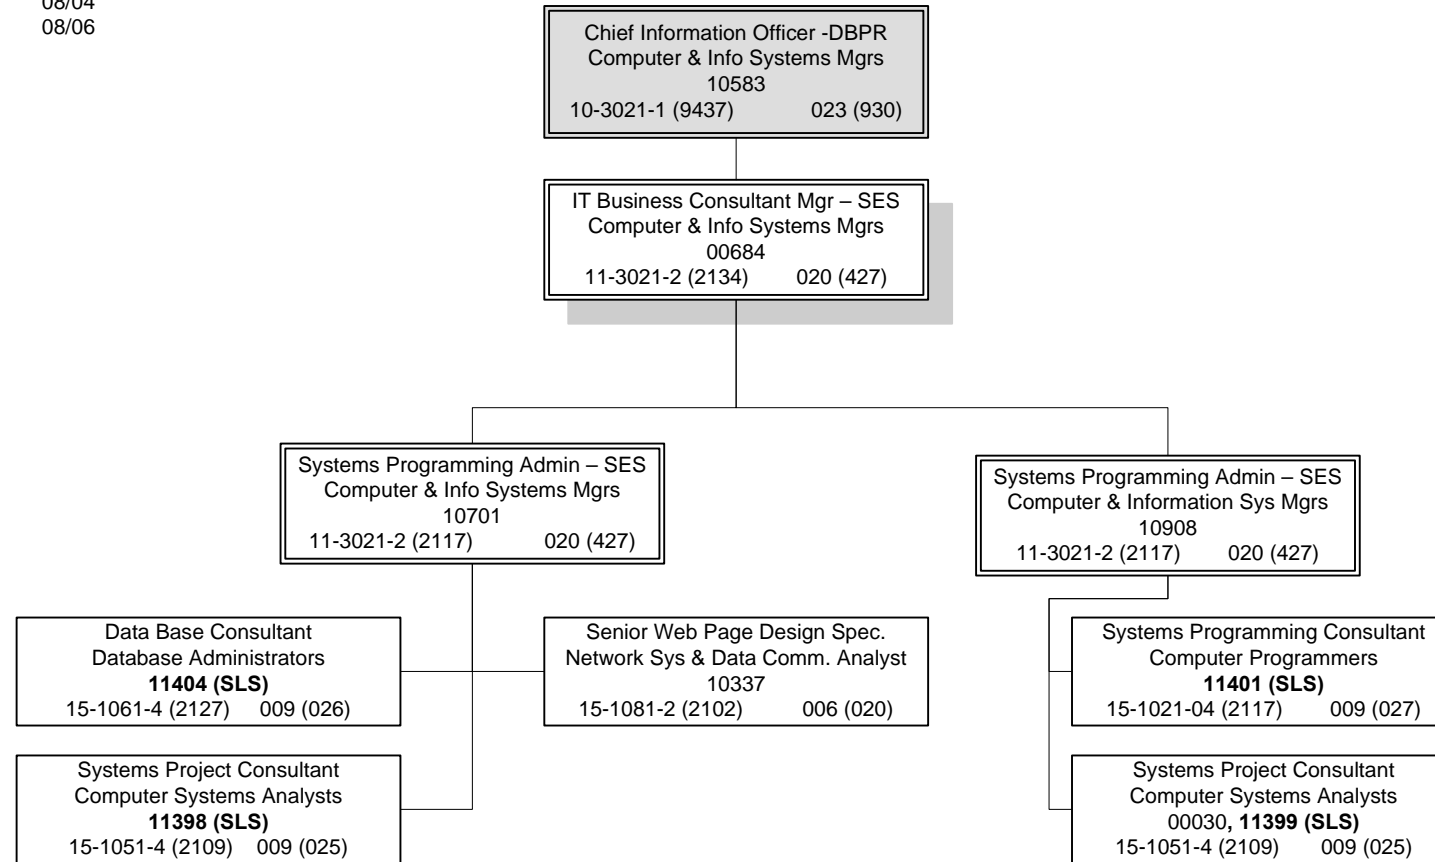 08/04
08/06
Chief Information Officer -DBPR
Computer & Info Systems Mgrs
10583
10-3021-1 (9437) 023 (930)
IT Business Consultant Mgr – SES
Computer & Info Systems Mgrs
00684
11-3021-2 (2134) 020 (427)
Systems Programming Admin – SES
Computer & Info Systems Mgrs
10701
11-3021-2 (2117) 020 (427)
Systems Programming Admin – SES
Computer & Information Sys Mgrs
10908
11-3021-2 (2117) 020 (427)
Data Base Consultant
Database Administrators
11404 (SLS)
15-1061-4 (2127) 009 (026)
Senior Web Page Design Spec.
Network Sys & Data Comm. Analyst
10337
15-1081-2 (2102) 006 (020)
Systems Programming Consultant
Computer Programmers
11401 (SLS)
15-1021-04 (2117) 009 (027)
Systems Project Consultant
Computer Systems Analysts
11398 (SLS)
15-1051-4 (2109) 009 (025)
Systems Project Consultant
Computer Systems Analysts
00030, 11399 (SLS)
15-1051-4 (2109) 009 (025)